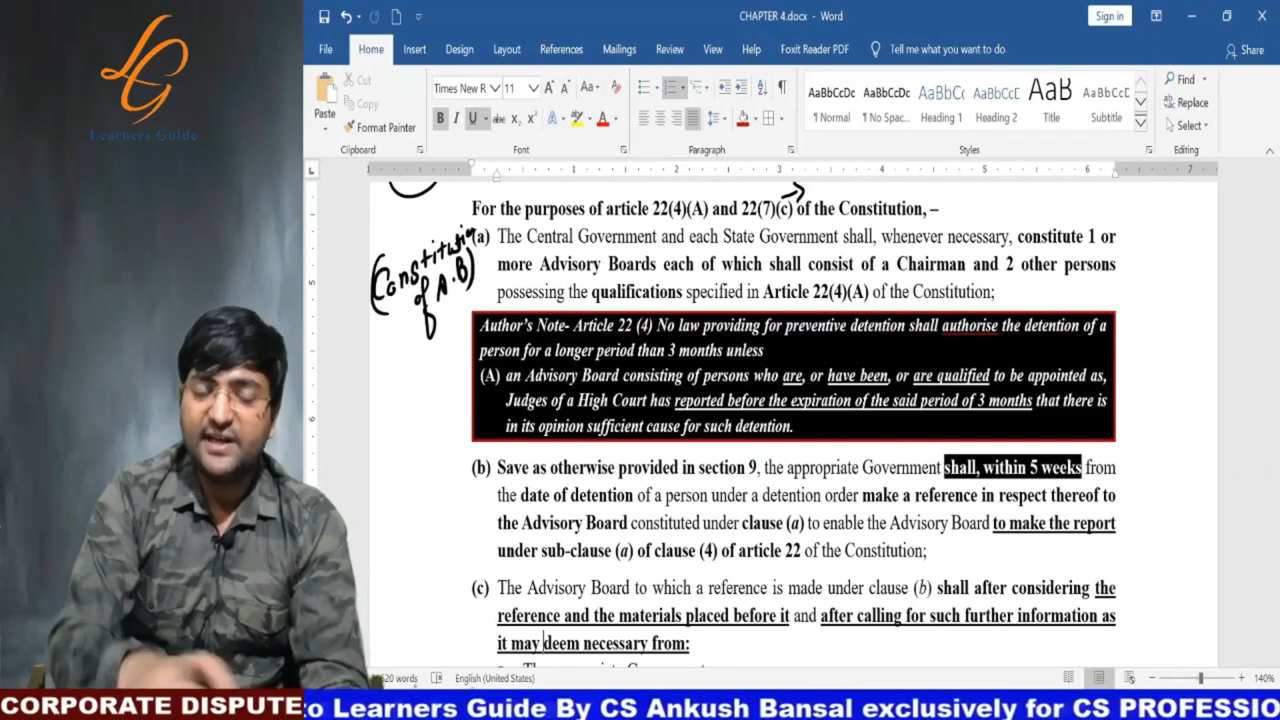 LG
Learners Guide
CHAPTER 4.docx - Word
Sign in
File Home Insert Design Layout References Mailings Review View Help Foxit Reader PDF Tell me what you want to do Share
Paste
Cut
Copy
Format Painter
Clipboard
Times New R 11
Font
Paragraph
AaBbCcDc AaBbCcDc AaBbCc AaBbCcC AaB AaBbCcC
¶ Normal ¶ No Spac... Heading 1 Heading 2 Title Subtitle
Styles
Find
Replace
Select
Editing
For the purposes of article 22(4)(A) and 22(7)(c) of the Constitution, –
(Constitution of A.B)
(a) The Central Government and each State Government shall, whenever necessary, constitute 1 or
more Advisory Boards each of which shall consist of a Chairman and 2 other persons
possessing the qualifications specified in Article 22(4)(A) of the Constitution;
Author's Note- Article 22 (4) No law providing for preventive detention shall authorise the detention of a
person for a longer period than 3 months unless
(A) an Advisory Board consisting of persons who are, or have been, or are qualified to be appointed as,
Judges of a High Court has reported before the expiration of the said period of 3 months that there is
in its opinion sufficient cause for such detention.
(b) Save as otherwise provided in section 9, the appropriate Government shall, within 5 weeks from
the date of detention of a person under a detention order make a reference in respect thereof to
the Advisory Board constituted under clause (a) to enable the Advisory Board to make the report
under sub-clause (a) of clause (4) of article 22 of the Constitution;
(c) The Advisory Board to which a reference is made under clause (b) shall after considering the
reference and the materials placed before it and after calling for such further information as
it may deem necessary from:
620 words English (United States) 140%
CORPORATE DISPUTE
to Learners Guide By CS Ankush Bansal exclusively for CS PROFESSIO